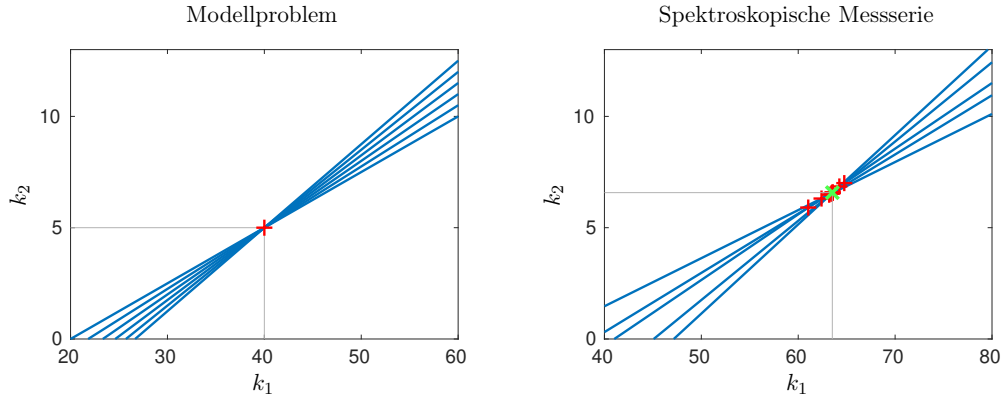 Modellproblem
10
5
0
20 30 40 50 60
k₂
k₁
Spektroskopische Messserie
10
5
0
40 50 60 70 80
k₂
k₁